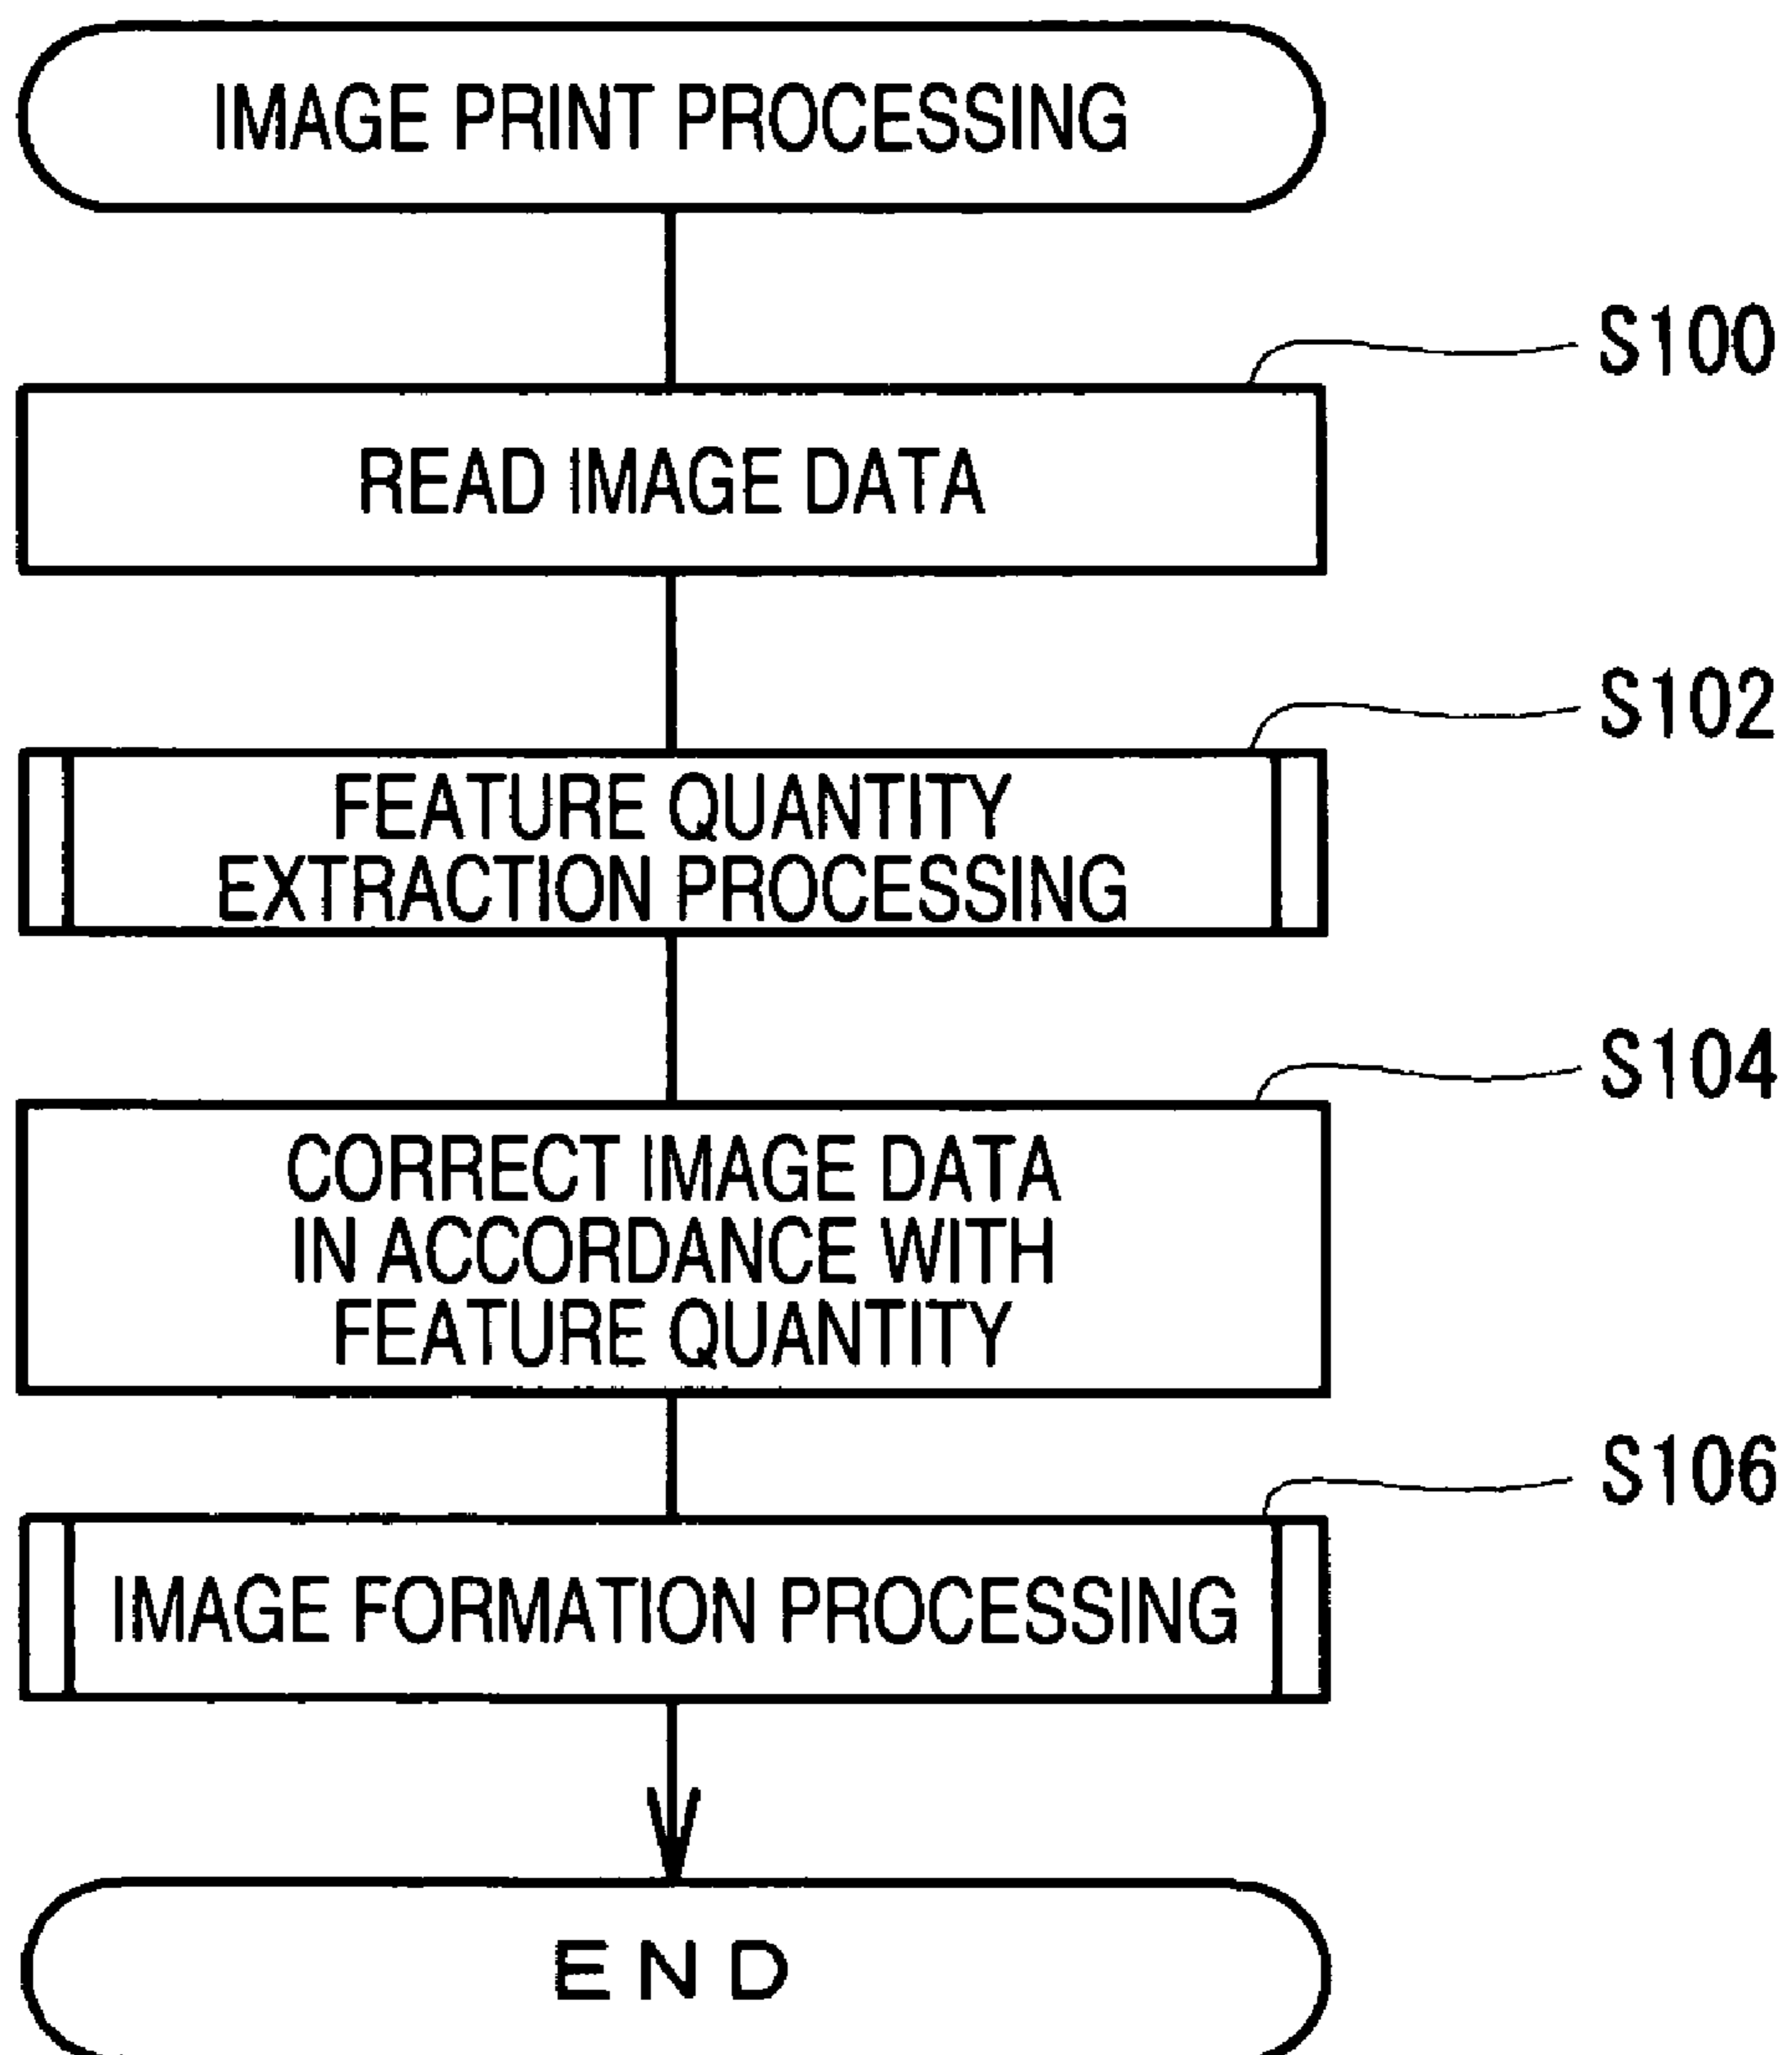 IMAGE PRINT PROCESSING
S100
READ IMAGE DATA
S102
FEATURE QUANTITY
EXTRACTION PROCESSING
S104
CORRECT IMAGE DATA
IN ACCORDANCE WITH
FEATURE QUANTITY
S106
IMAGE FORMATION PROCESSING
END